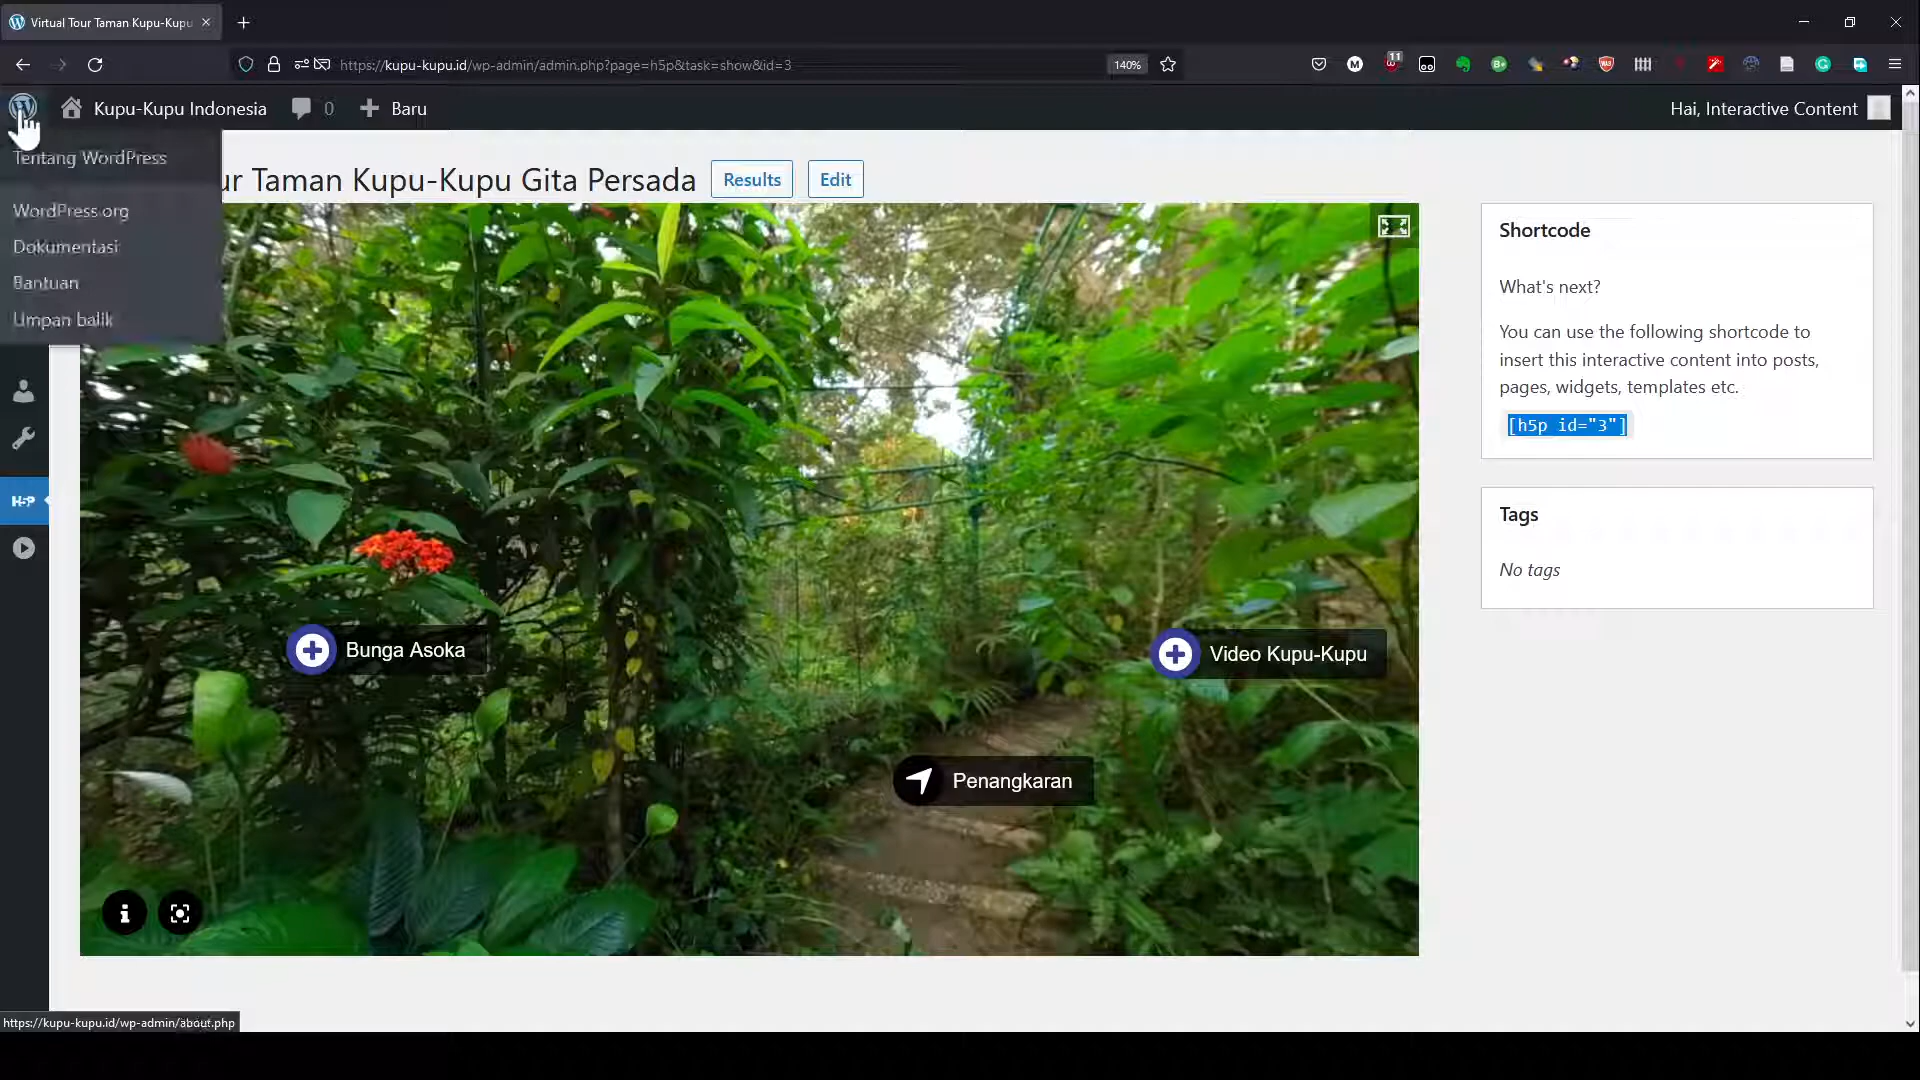 Virtual Tour Taman Kupu-Kupu
https://kupu-kupu.id/wp-admin/admin.php?page=h5p&task=show&id=3
140%
11
Kupu-Kupu Indonesia
0
Baru
Hai, Interactive Content
Tentang WordPress
WordPress.org
Dokumentasi
Bantuan
Umpan balik
ur Taman Kupu-Kupu Gita Persada
Results
Edit
Shortcode
What's next?
You can use the following shortcode to
insert this interactive content into posts,
pages, widgets, templates etc.
[h5p id="3"]
Tags
No tags
H5P
Bunga Asoka
Video Kupu-Kupu
Penangkaran
https://kupu-kupu.id/wp-admin/about.php